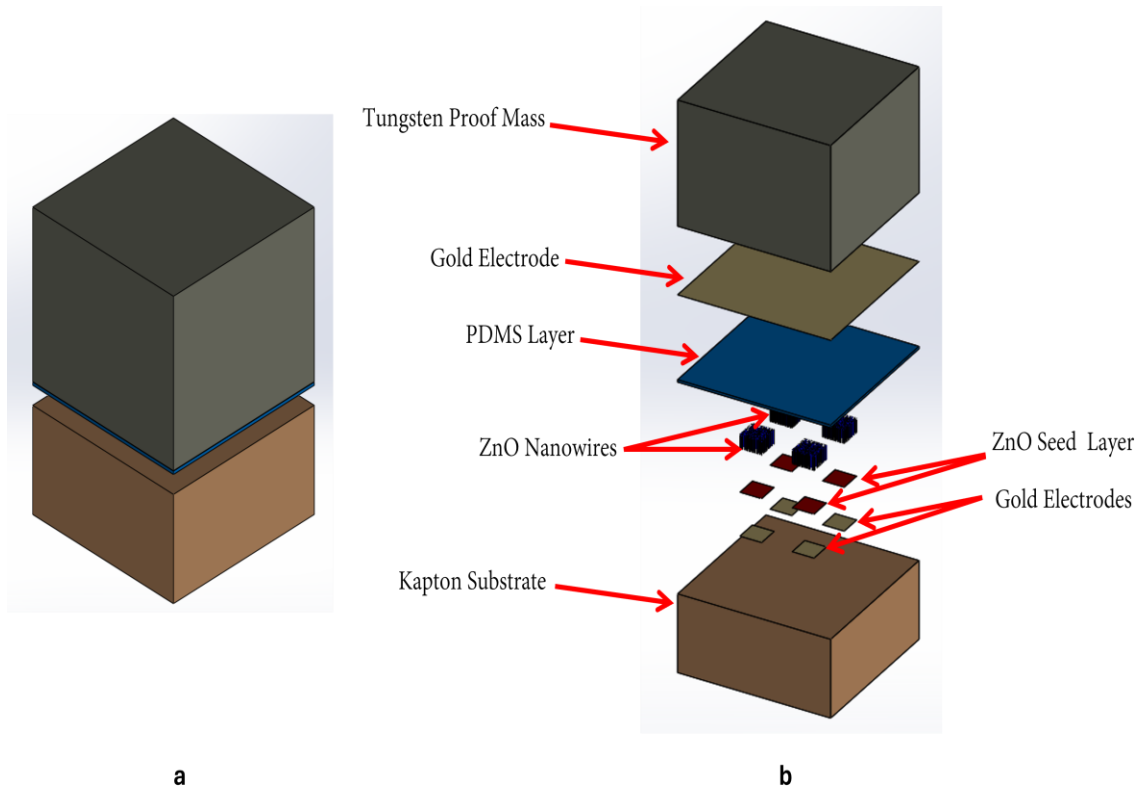 Tungsten Proof Mass
Gold Electrode
PDMS Layer
ZnO Nanowires
ZnO Seed Layer
Gold Electrodes
Kapton Substrate
a
b